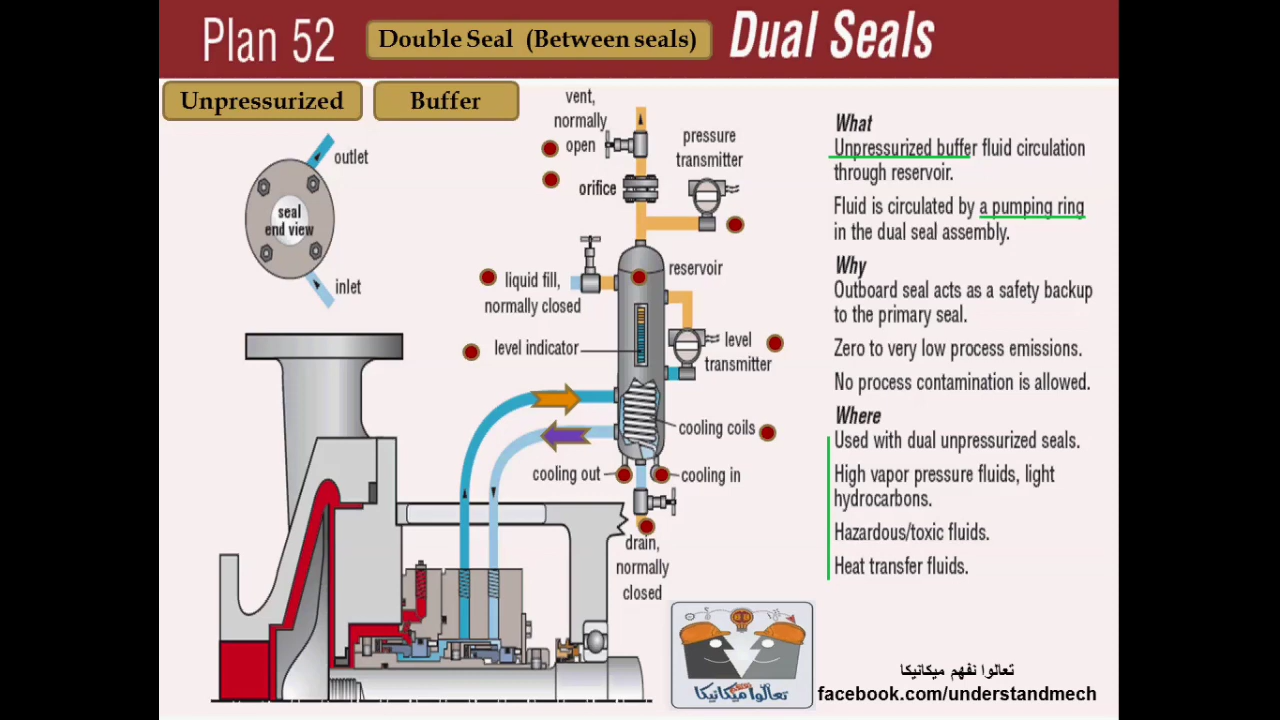 Plan 52
Double Seal (Between seals)
Dual Seals
Unpressurized
Buffer
vent,
normally
open
pressure
transmitter
orifice
outlet
seal
end view
inlet
liquid fill,
normally closed
reservoir
level indicator
level
transmitter
cooling coils
cooling out
cooling in
drain,
normally
closed
What
Unpressurized buffer fluid circulation
through reservoir.
Fluid is circulated by a pumping ring
in the dual seal assembly.
Why
Outboard seal acts as a safety backup
to the primary seal.
Zero to very low process emissions.
No process contamination is allowed.
Where
Used with dual unpressurized seals.
High vapor pressure fluids, light
hydrocarbons.
Hazardous/toxic fluids.
Heat transfer fluids.
تعالوا نفهم ميكانيكا
facebook.com/understandmech